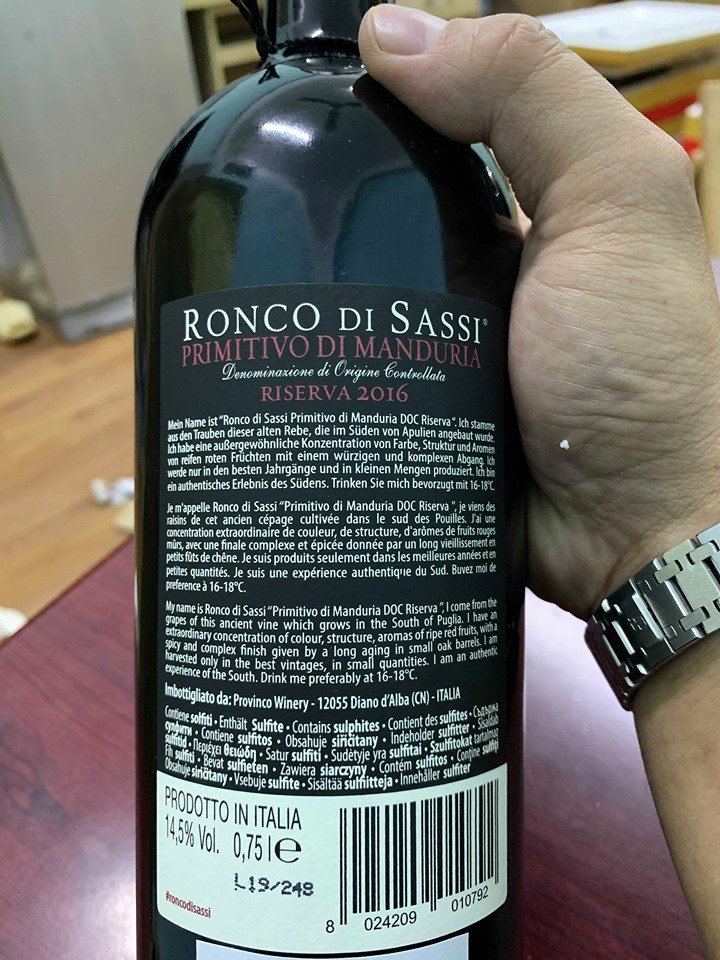 RONCO DI SASSI®
PRIMITIVO DI MANDURIA
Denominazione di Origine Controllata
RISERVA 2016
Mein Name ist "Ronco di Sassi Primitivo di Manduria DOC Riserva". Ich stamme
aus den Trauben dieser alten Rebe, die im Süden von Apulien angebaut wurde.
Ich habe eine außergewöhnliche Konzentration von Farbe, Struktur und Aromen
von reifen roten Früchten mit einem würzigen und komplexen Abgang. Ich
werde nur in den besten Jahrgänge und in kleinen Mengen produziert. Ich bin
ein authentisches Erlebnis des Südens. Trinken Sie mich bevorzugt mit 16-18°C.
Je m'appelle Ronco di Sassi "Primitivo di Manduria DOC Riserva", je viens des
raisins de cet ancien cépage cultivée dans le sud des Pouilles. J'ai une
concentration extraordinaire de couleur, de structure, d'arômes de fruits rouges
mûrs, avec une finale complexe et épicée donnée par un long vieillissement en
petits fûts de chêne. Je suis produits seulement dans les meilleures années et en
petites quantités. Je suis une expérience authentique du Sud. Buvez moi de
preference à 16-18°C.
My name is Ronco di Sassi "Primitivo di Manduria DOC Riserva", I come from the
grapes of this ancient vine which grows in the South of Puglia. I have an
extraordinary concentration of colour, structure, aromas of ripe red fruits, with a
spicy and complex finish given by a long aging in small oak barrels. I am
harvested only in the best vintages, in small quantities. I am an authentic
experience of the South. Drink me preferably at 16-18°C.
Imbottigliato da: Provinco Winery - 12055 Diano d'Alba (CN) - ITALIA
Contiene solfiti • Enthält Sulfite • Contains sulphites • Contient des sulfites •
Contiene sulfitos • Obsahuje siřičitany • Indeholder sulfitter •
Περιέχει θειώδη • Satur sulfīti • Sudėtyje yra sulfitai • Szulfitokat tartalmaz
Fih sulfiti • Bevat sulfieten • Zawiera siarczyny • Contém sulfitos • Conţine sulfiţi
Obsahuje siričitany • Vsebuje sulfite • Sisältää sulfiitteja • Innehåller sulfiter
PRODOTTO IN ITALIA
14,5% Vol. 0,75 l e
L19/248
#roncodisassi
8 024209 010792